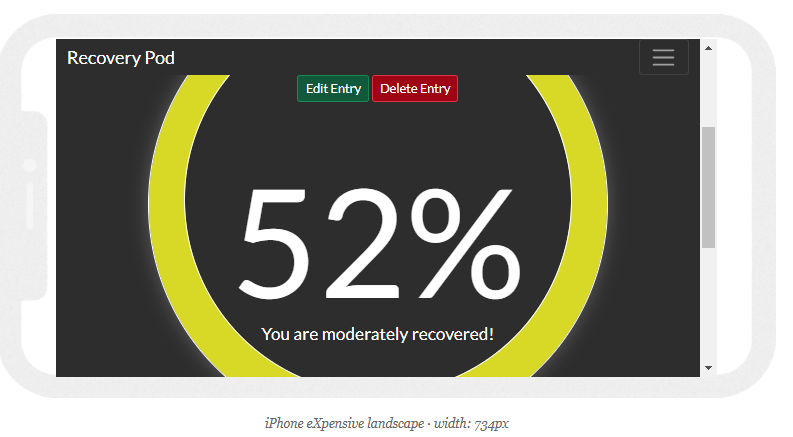 Recovery Pod
Edit Entry Delete Entry
52%
You are moderately recovered!
iPhone eXpensive landscape · width: 734px